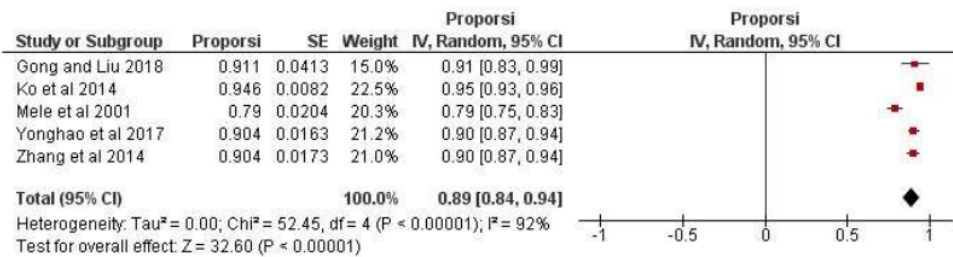 Proporsi Proporsi
Study or Subgroup Proporsi SE Weight IV, Random, 95% CI IV, Random, 95% CI
Gong and Liu 2018 0.911 0.0413 15.0% 0.91 [0.83, 0.99]
Ko et al 2014 0.946 0.0082 22.5% 0.95 [0.93, 0.96]
Mele et al 2001 0.79 0.0204 20.3% 0.79 [0.75, 0.83]
Yonghao et al 2017 0.904 0.0163 21.2% 0.90 [0.87, 0.94]
Zhang et al 2014 0.904 0.0173 21.0% 0.90 [0.87, 0.94]
Total (95% CI) 100.0% 0.89 [0.84, 0.94]
Heterogeneity: Tau² = 0.00; Chi² = 52.45, df = 4 (P < 0.00001); I² = 92%
Test for overall effect: Z = 32.60 (P < 0.00001)
-1 -0.5 0 0.5 1